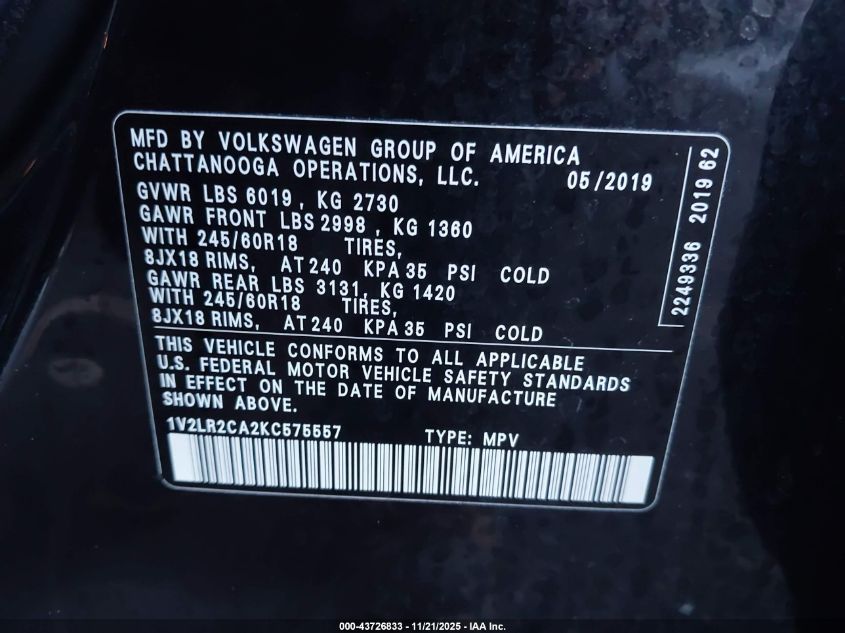 MFD BY VOLKSWAGEN GROUP OF AMERICA
CHATTANOOGA OPERATIONS, LLC. 05/2019
GVWR LBS 6019, KG 2730
GAWR FRONT LBS 2998, KG 1360
WITH 245/60R18 TIRES,
8JX18 RIMS, AT 240 KPA 35 PSI COLD
GAWR REAR LBS 3131, KG 1420
WITH 245/60R18 TIRES,
8JX18 RIMS, AT 240 KPA 35 PSI COLD
THIS VEHICLE CONFORMS TO ALL APPLICABLE
U.S. FEDERAL MOTOR VEHICLE SAFETY STANDARDS
IN EFFECT ON THE DATE OF MANUFACTURE
SHOWN ABOVE.
1V2LR2CA2KC575557 TYPE: MPV
2249336 2019 62
000-43726833 - 11/21/2025 - IAA Inc.